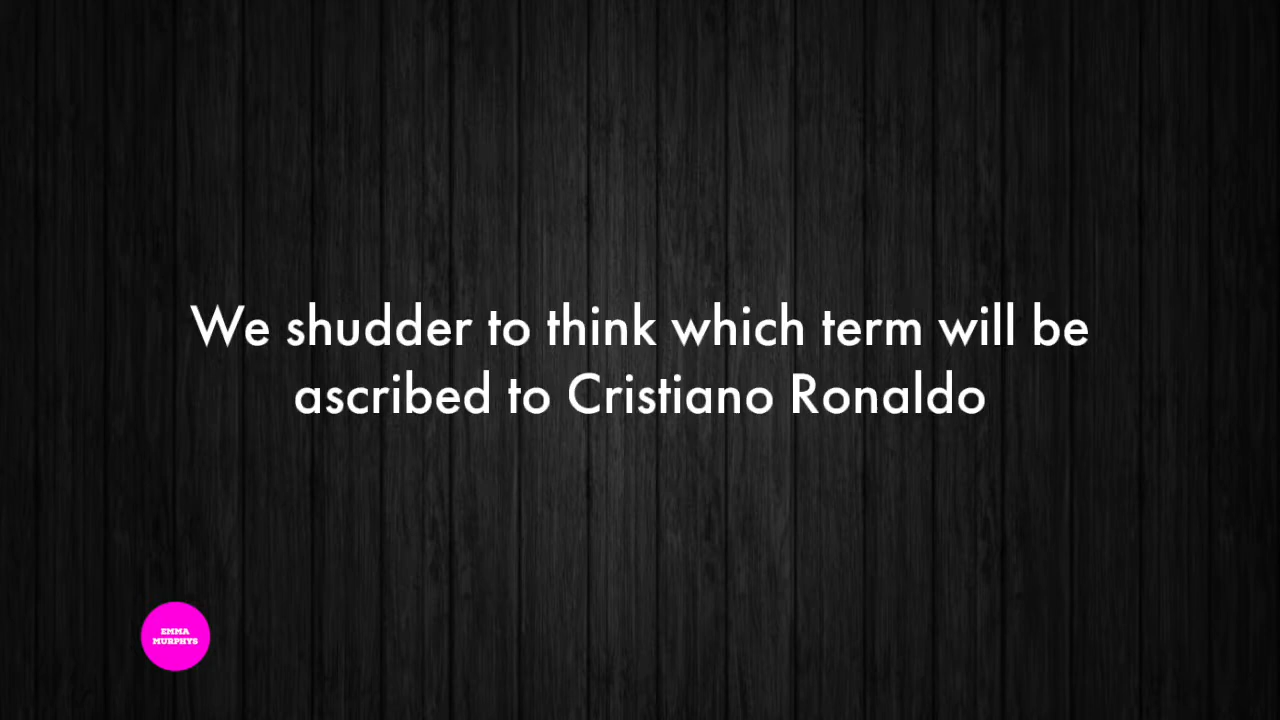 We shudder to think which term will be
ascribed to Cristiano Ronaldo
EMMA
MURPHYS